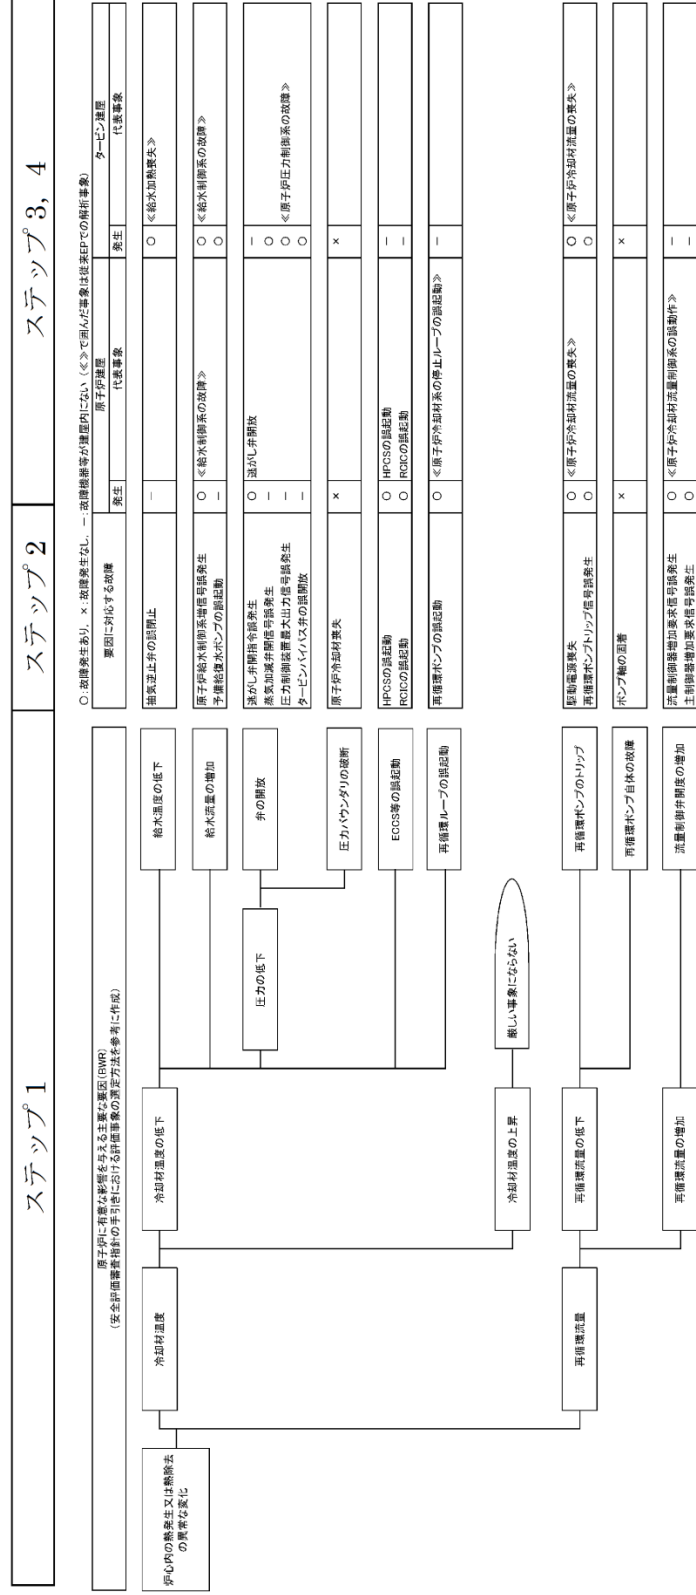 ステップ 1
ステップ 2
ステップ 3, 4
○:故障発生あり, ×:故障発生なし, －:故障機器等が建屋内にない(≪≫で囲んだ事象は従来EPでの解析事象)
原子炉に有意な影響を与える主要な要因(BWR)
(安全評価審査指針の手引きにおける評価事象の選定方法を参考に作成)
要因に対応する故障
原子炉建屋
タービン建屋
発生
代表事象
発生
代表事象
炉心内の熱発生又は熱除去
の異常な変化
冷却材温度
冷却材温度の低下
給水温度の低下
抽気逆止弁の誤閉止
－
○
≪給水加熱喪失≫
給水流量の増加
原子炉給水制御系増信号誤発生
○
≪給水制御系の故障≫
○
≪給水制御系の故障≫
予備給復水ポンプの誤起動
－
○
圧力の低下
弁の開放
逃がし弁開指令誤発生
○
逃がし弁開放
－
蒸気加減弁開信号誤発生
－
○
圧力制御装置最大出力信号誤発生
－
○
≪原子炉圧力制御系の故障≫
タービンバイパス弁の誤開放
－
○
圧力バウンダリの破断
原子炉冷却材喪失
×
×
ECCS等の誤起動
HPCSの誤起動
○
HPCSの誤起動
－
RCICの誤起動
○
RCICの誤起動
－
再循環ループの誤起動
再循環ポンプの誤起動
○
≪原子炉冷却材系の停止ループの誤起動≫
－
冷却材温度の上昇
厳しい事象にならない
再循環流量
再循環流量の低下
再循環ポンプのトリップ
駆動電源喪失
○
≪原子炉冷却材流量の喪失≫
○
≪原子炉冷却材流量の喪失≫
再循環ポンプトリップ信号誤発生
○
○
再循環ポンプ自体の故障
ポンプ軸の固着
×
×
再循環流量の増加
流量制御弁開度の増加
流量制御器増加要求信号誤発生
○
≪原子炉冷却材流量制御系の誤動作≫
－
主制御器増加要求信号誤発生
○
－